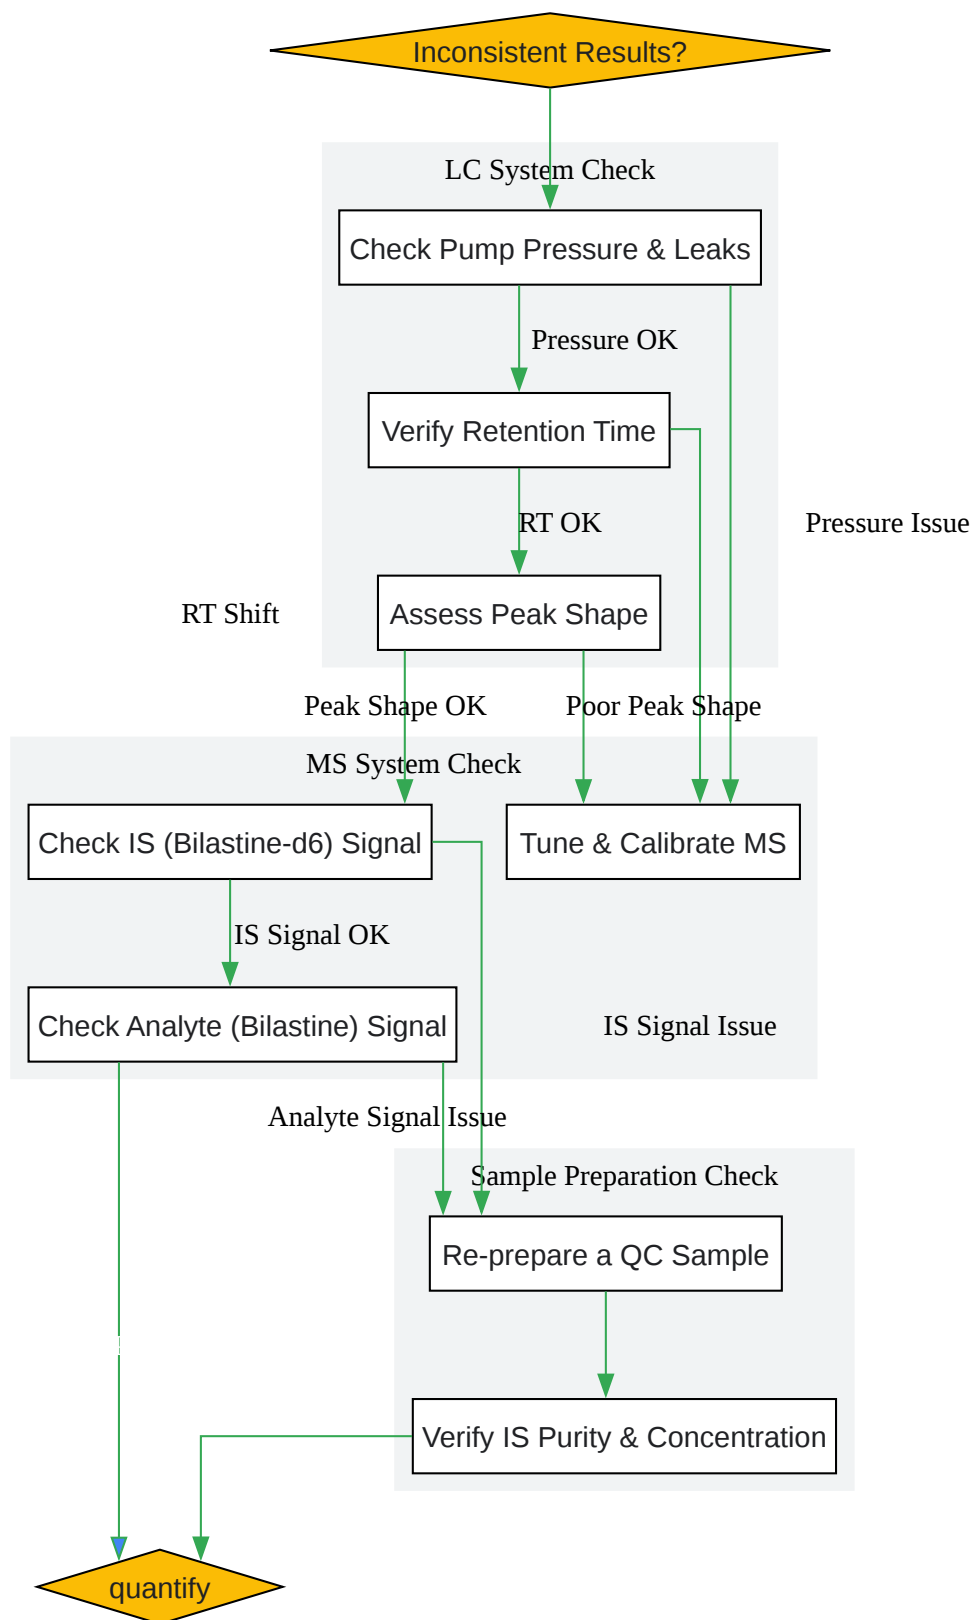 Inconsistent Results?
LC System Check
Check Pump Pressure & Leaks
Pressure OK
Verify Retention Time
RT OK
Pressure Issue
Assess Peak Shape
RT Shift
Peak Shape OK
Poor Peak Shape
MS System Check
Check IS (Bilastine-d6) Signal
Tune & Calibrate MS
IS Signal OK
Check Analyte (Bilastine) Signal
IS Signal Issue
Analyte Signal Issue
Sample Preparation Check
Re-prepare a QC Sample
Verify IS Purity & Concentration
quantify